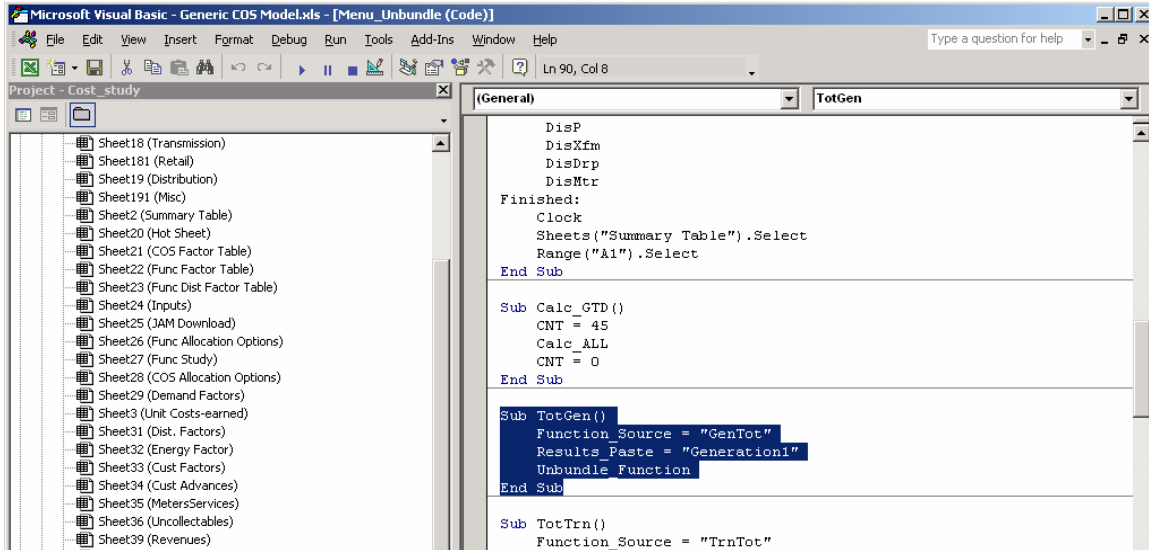 Microsoft Visual Basic - Generic COS Model.xls - [Menu_Unbundle (Code)]
File Edit View Insert Format Debug Run Tools Add-Ins Window Help Type a question for help
Ln 90, Col 8
Project - Cost_study
(General) TotGen
Sheet18 (Transmission)
Sheet181 (Retail)
Sheet19 (Distribution)
Sheet191 (Misc)
Sheet2 (Summary Table)
Sheet20 (Hot Sheet)
Sheet21 (COS Factor Table)
Sheet22 (Func Factor Table)
Sheet23 (Func Dist Factor Table)
Sheet24 (Inputs)
Sheet25 (JAM Download)
Sheet26 (Func Allocation Options)
Sheet27 (Func Study)
Sheet28 (COS Allocation Options)
Sheet29 (Demand Factors)
Sheet3 (Unit Costs-earned)
Sheet31 (Dist. Factors)
Sheet32 (Energy Factor)
Sheet33 (Cust Factors)
Sheet34 (Cust Advances)
Sheet35 (MetersServices)
Sheet36 (Uncollectables)
Sheet39 (Revenues)
DisP
DisXfm
DisDrp
DisMtr
Finished:
Clock
Sheets("Summary Table").Select
Range("A1").Select
End Sub
Sub Calc_GTD()
CNT = 45
Calc_ALL
CNT = 0
End Sub
Sub TotGen()
Function_Source = "GenTot"
Results_Paste = "Generation1"
Unbundle_Function
End Sub
Sub TotTrn()
Function_Source = "TrnTot"